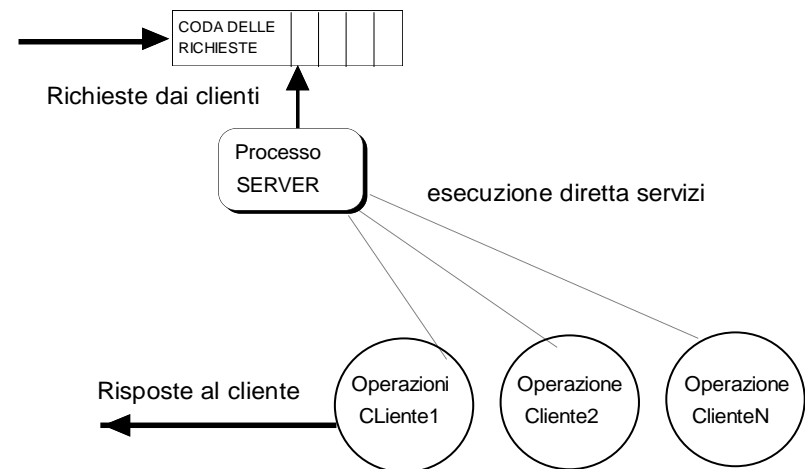 CODA DELLE
RICHIESTE
Richieste dai clienti
Processo
SERVER
esecuzione diretta servizi
Risposte al cliente
Operazioni
CLiente1
Operazione
Cliente2
Operazione
ClienteN